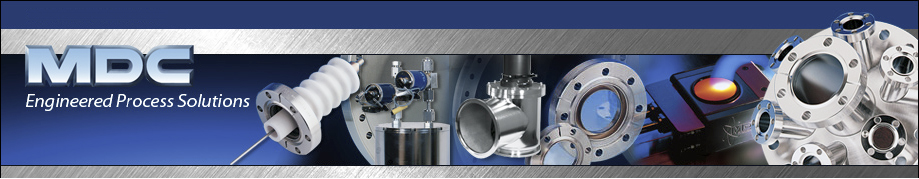 MDC
Engineered Process Solutions